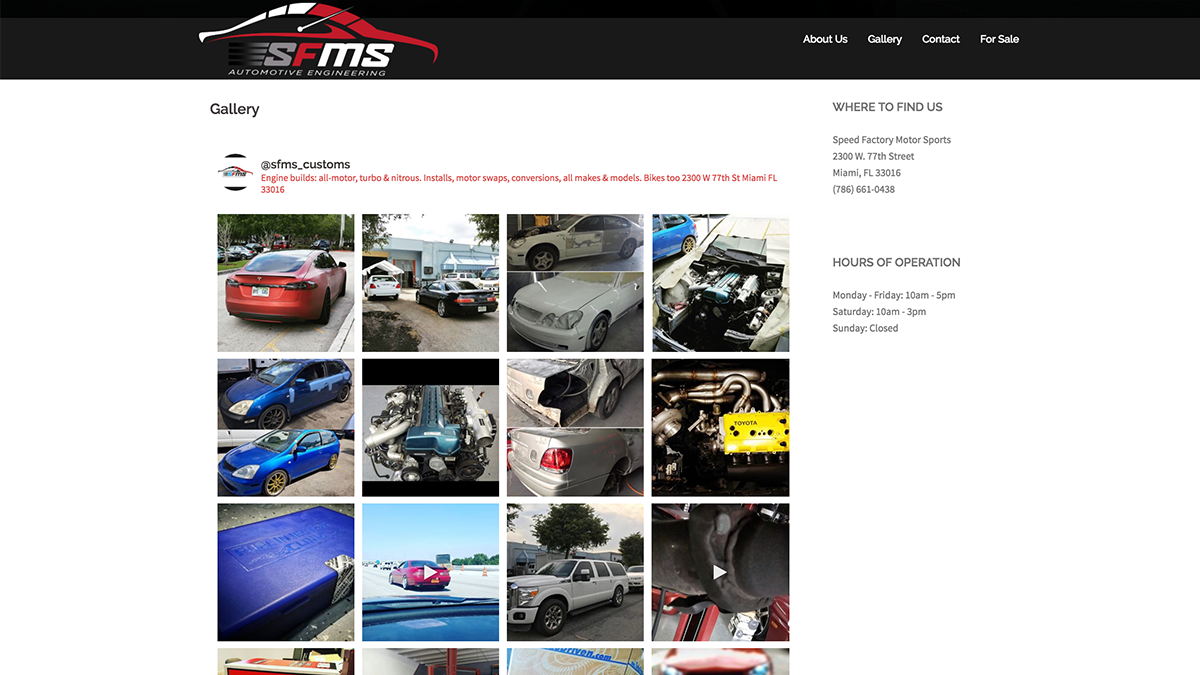 SFMS
AUTOMOTIVE ENGINEERING
About Us
Gallery
Contact
For Sale
Gallery
@sfms_customs
Engine builds: all-motor, turbo & nitrous. Installs, motor swaps, conversions, all makes & models. Bikes too 2300 W 77th St Miami FL
33016
WHERE TO FIND US
Speed Factory Motor Sports
2300 W. 77th Street
Miami, FL 33016
(786) 661-0438
HOURS OF OPERATION
Monday - Friday: 10am - 5pm
Saturday: 10am - 3pm
Sunday: Closed
TOYOTA